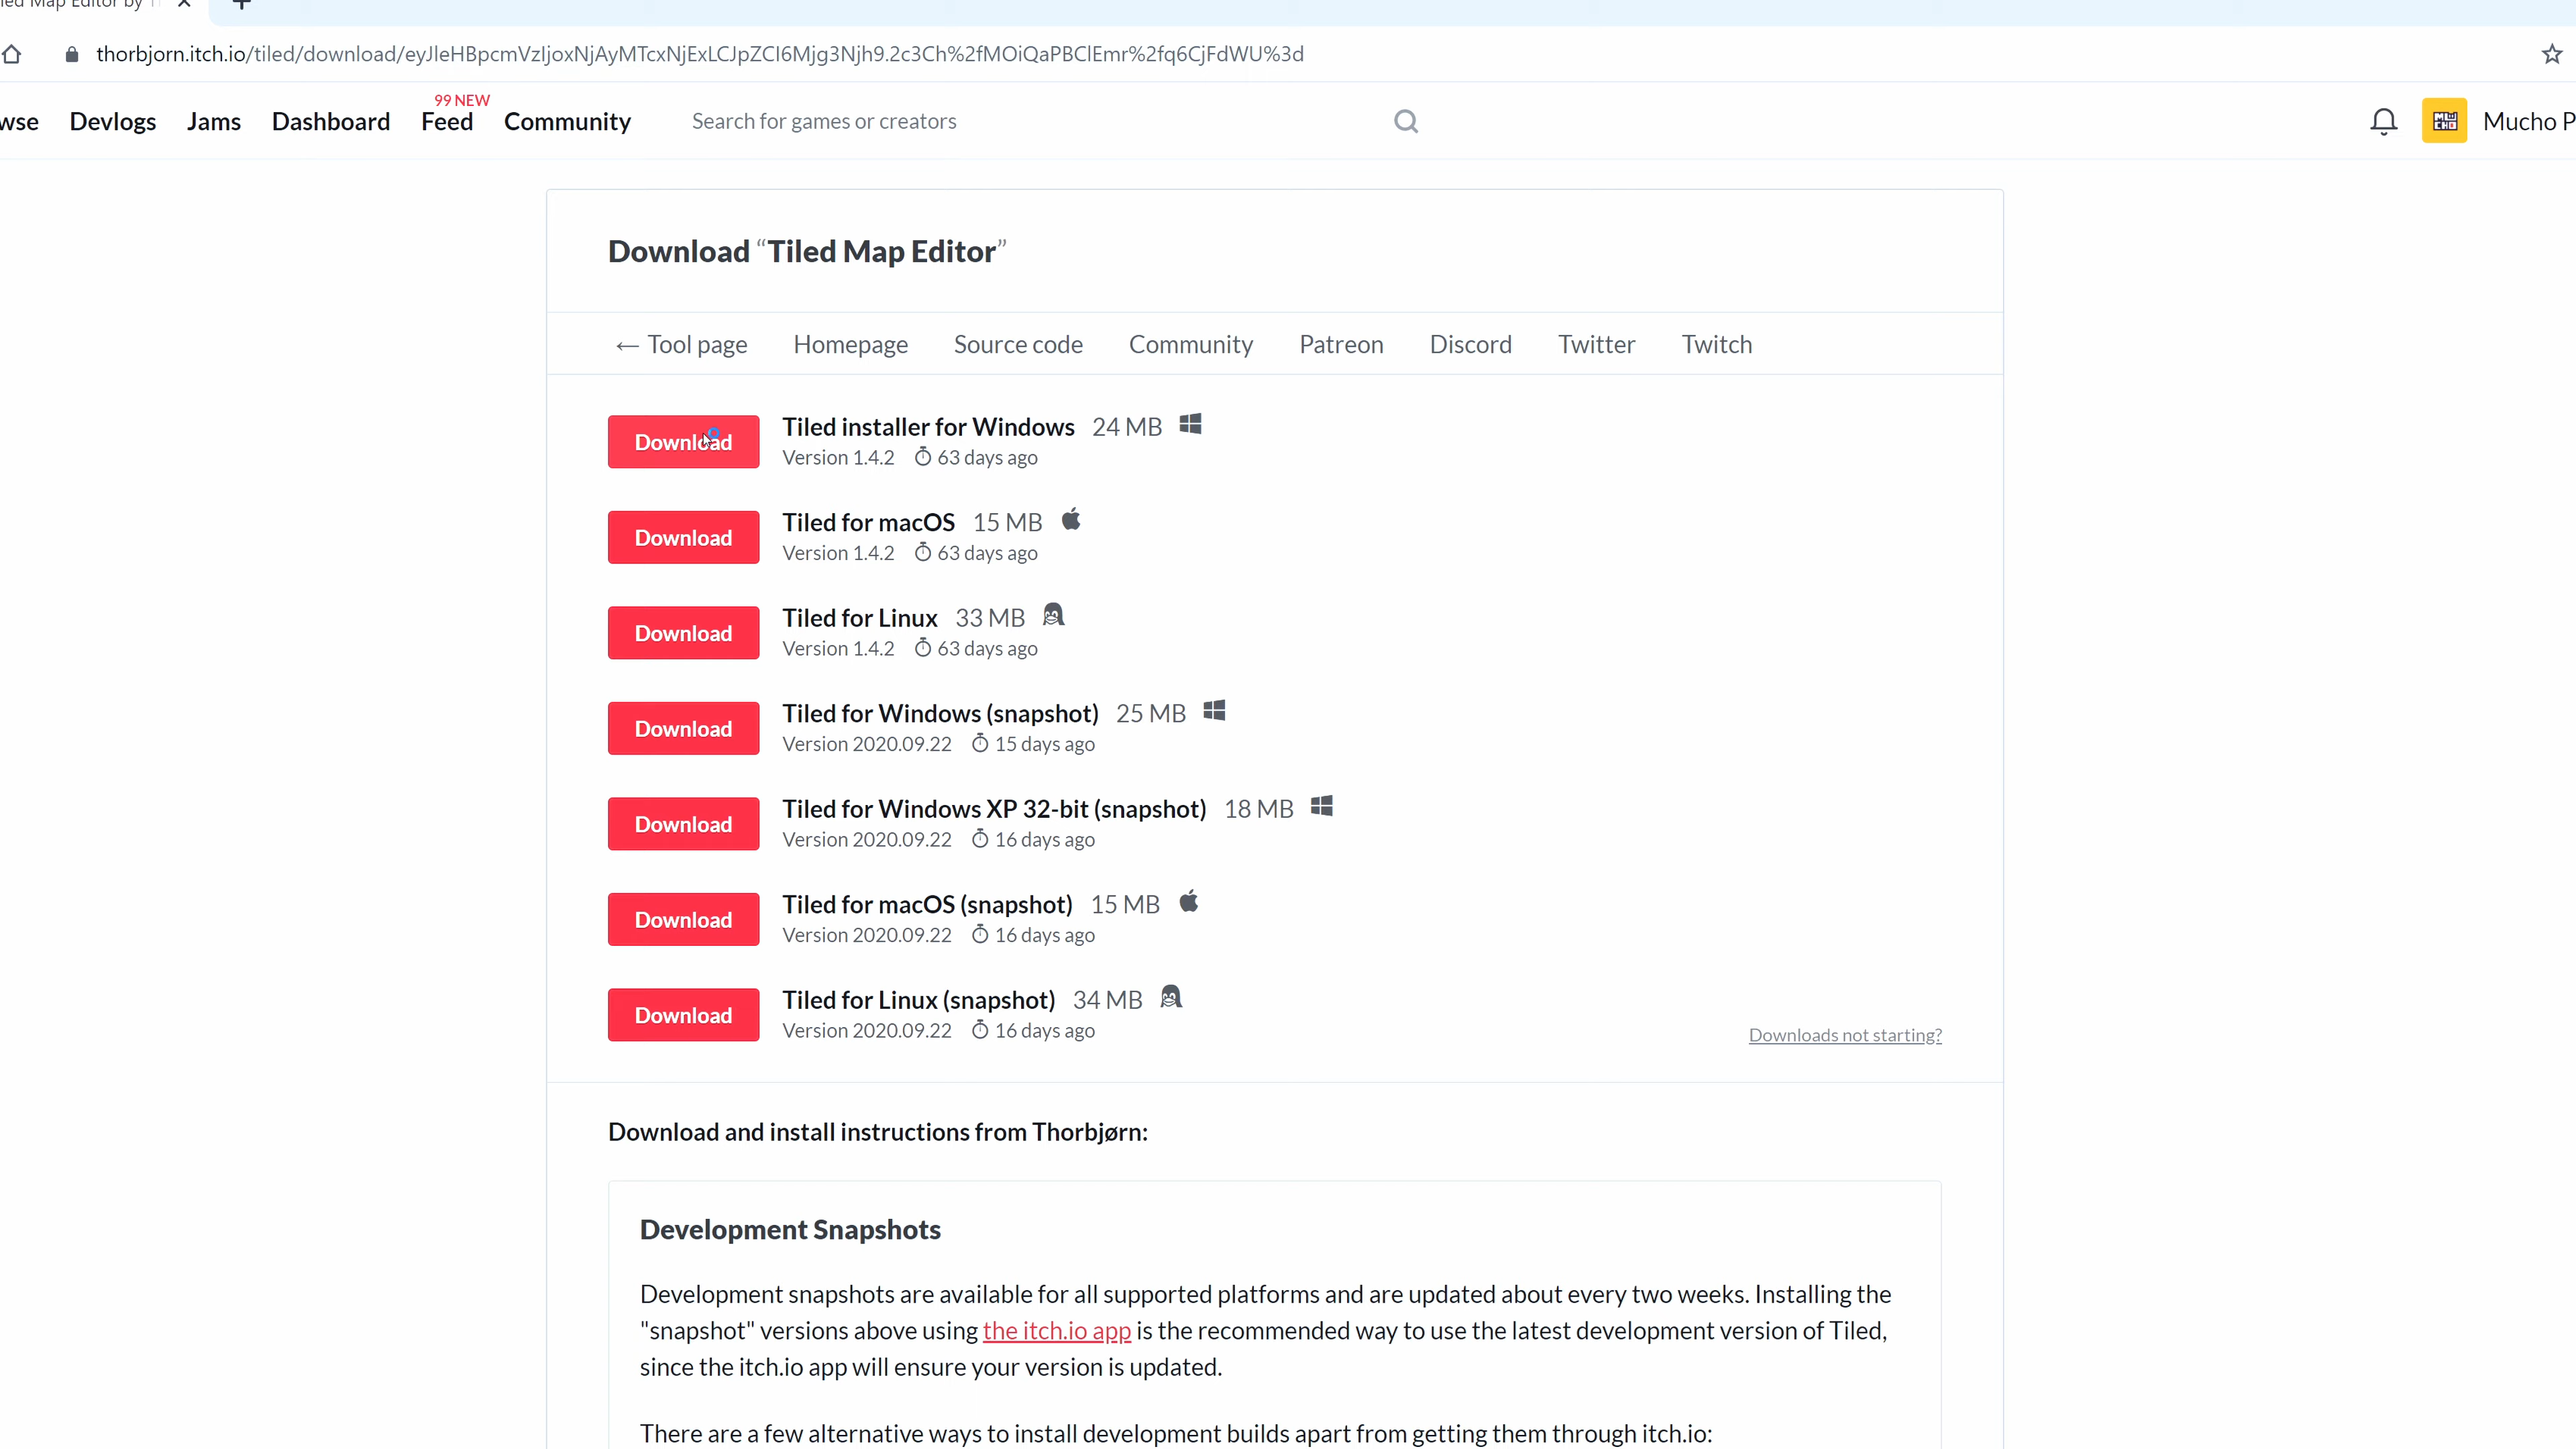 thorbjorn.itch.io/tiled/download/eyJleHBpcmVzIjoxNjAyMTcxNjExLCJpZCI6Mjg3Njh9.2c3Ch%2fMOiQaPBClEmr%2fq6CjFdWU%3d
99 NEW
Devlogs Jams Dashboard Feed Community Search for games or creators Mucho
Download “Tiled Map Editor”
← Tool page Homepage Source code Community Patreon Discord Twitter Twitch
Download Tiled installer for Windows 24 MB
Version 1.4.2 63 days ago
Download Tiled for macOS 15 MB
Version 1.4.2 63 days ago
Download Tiled for Linux 33 MB
Version 1.4.2 63 days ago
Download Tiled for Windows (snapshot) 25 MB
Version 2020.09.22 15 days ago
Download Tiled for Windows XP 32-bit (snapshot) 18 MB
Version 2020.09.22 16 days ago
Download Tiled for macOS (snapshot) 15 MB
Version 2020.09.22 16 days ago
Download Tiled for Linux (snapshot) 34 MB
Version 2020.09.22 16 days ago
Downloads not starting?
Download and install instructions from Thorbjørn:
Development Snapshots
Development snapshots are available for all supported platforms and are updated about every two weeks. Installing the
"snapshot" versions above using the itch.io app is the recommended way to use the latest development version of Tiled,
since the itch.io app will ensure your version is updated.
There are a few alternative ways to install development builds apart from getting them through itch.io: